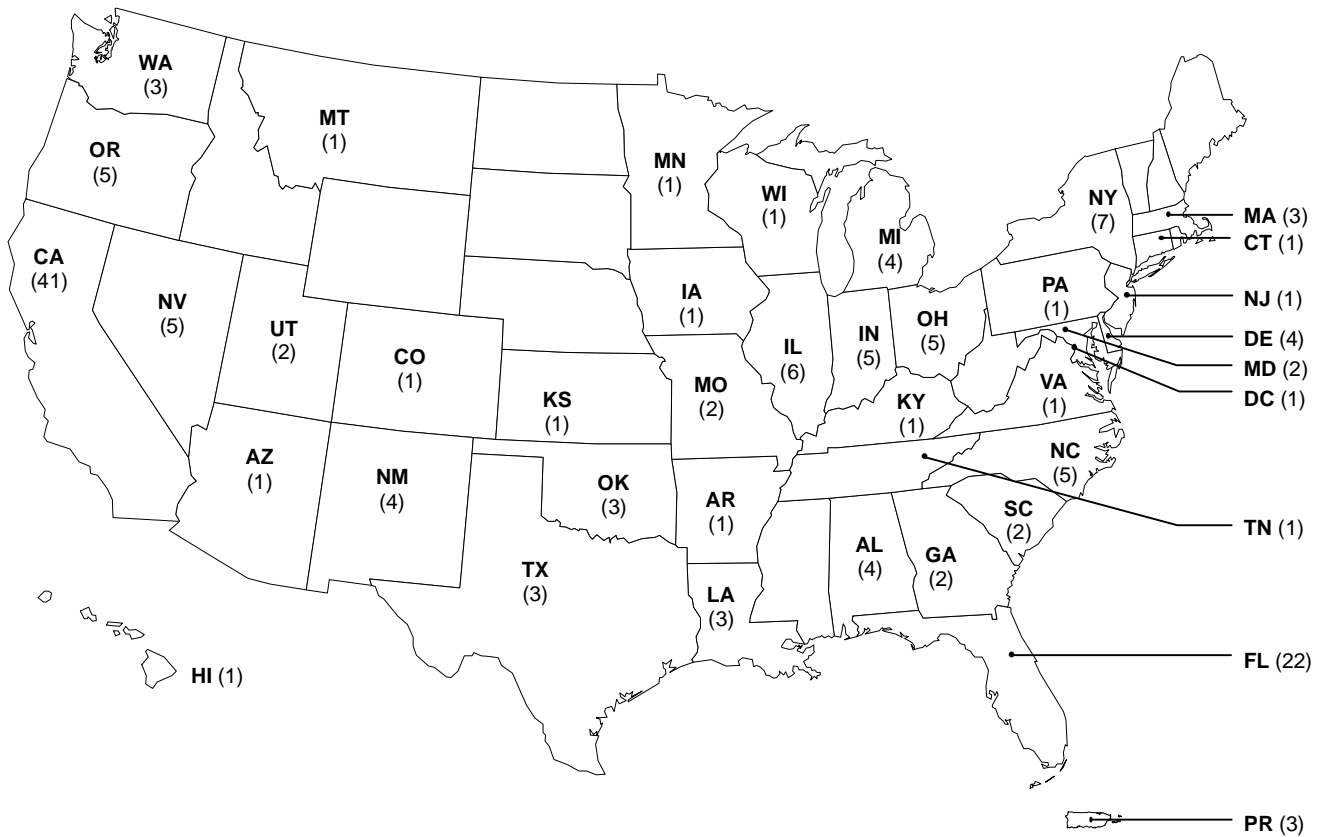 WA
(3)
MT
(1)
OR
(5)
MN
(1)
WI
(1)
NY
(7)
MA (3)
CT (1)
MI
(4)
CA
(41)
NV
(5)
IA
(1)
PA
(1)
NJ (1)
UT
(2)
CO
(1)
IL
(6)
IN
(5)
OH
(5)
DE (4)
MD (2)
DC (1)
KS
(1)
MO
(2)
KY
(1)
VA
(1)
AZ
(1)
NM
(4)
OK
(3)
AR
(1)
NC
(5)
SC
(2)
TN (1)
TX
(3)
LA
(3)
AL
(4)
GA
(2)
HI (1)
FL (22)
PR (3)